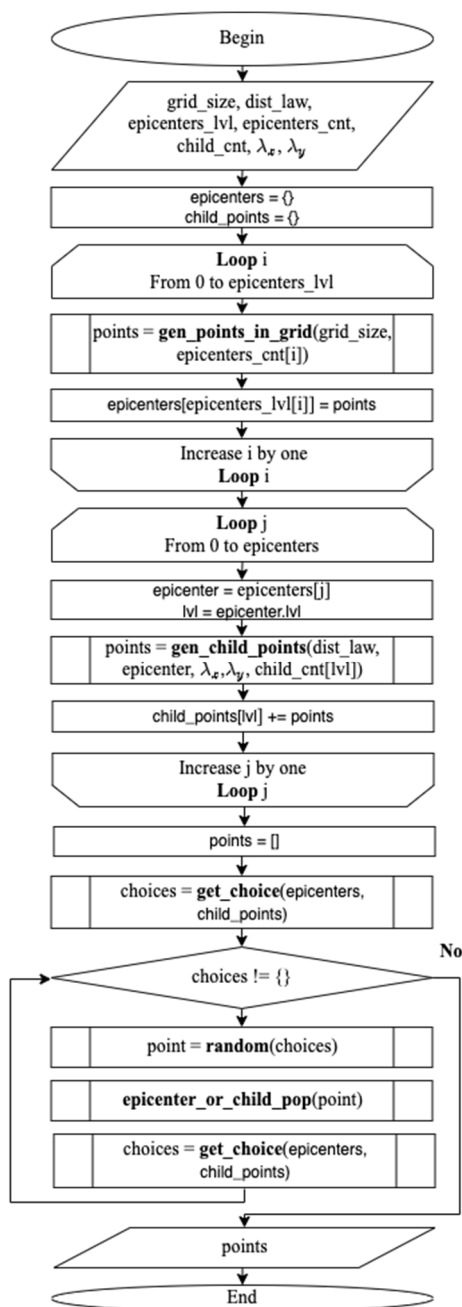 Begin
grid_size, dist_law,
epicenters_lvl, epicenters_cnt,
child_cnt, λₓ, λᵧ
epicenters = {}
child_points = {}
Loop i
From 0 to epicenters_lvl
points = gen_points_in_grid(grid_size,
epicenters_cnt[i])
epicenters[epicenters_lvl[i]] = points
Increase i by one
Loop i
Loop j
From 0 to epicenters
epicenter = epicenters[j]
lvl = epicenter.lvl
points = gen_child_points(dist_law,
epicenter, λₓ,λᵧ, child_cnt[lvl])
child_points[lvl] += points
Increase j by one
Loop j
points = []
choices = get_choice(epicenters,
child_points)
No
choices != {}
point = random(choices)
epicenter_or_child_pop(point)
choices = get_choice(epicenters,
child_points)
points
End